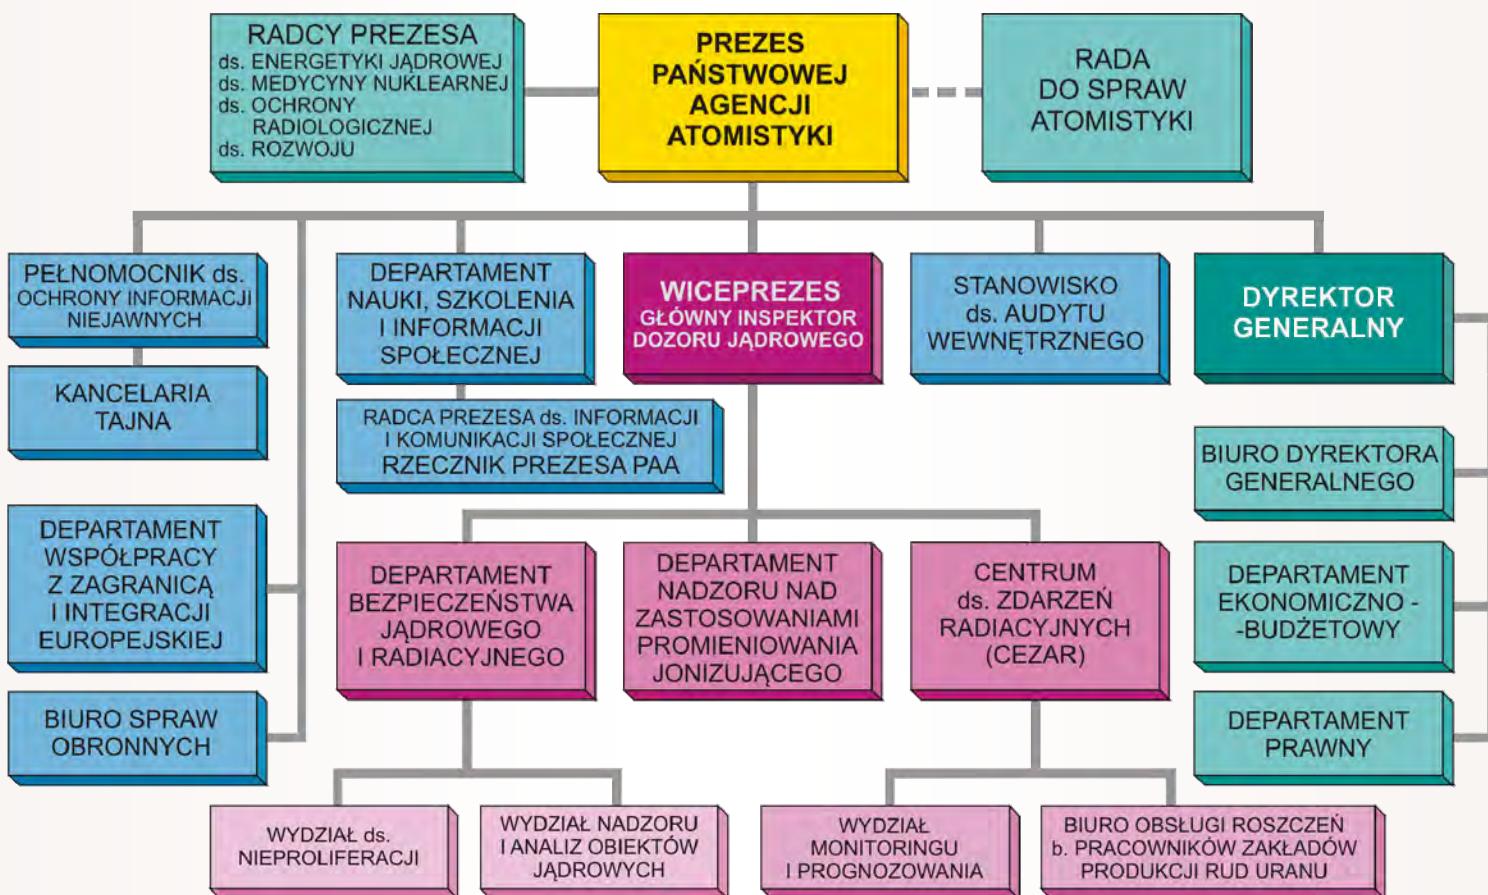 RADCY PREZESA
ds. ENERGETYKI JĄDROWEJ
ds. MEDYCYNY NUKLEARNEJ
ds. OCHRONY
RADIOLOGICZNEJ
ds. ROZWOJU
PREZES
PAŃSTWOWEJ
AGENCJI
ATOMISTYKI
RADA
DO SPRAW
ATOMISTYKI
PEŁNOMOCNIK ds.
OCHRONY INFORMACJI
NIEJAWNYCH
DEPARTAMENT
NAUKI, SZKOLENIA
I INFORMACJI
SPOŁECZNEJ
WICEPREZES
GŁÓWNY INSPEKTOR
DOZORU JĄDROWEGO
STANOWISKO
ds. AUDYTU
WEWNĘTRZNEGO
DYREKTOR
GENERALNY
KANCELARIA
TAJNA
RADCA PREZESA ds. INFORMACJI
I KOMUNIKACJI SPOŁECZNEJ
RZECZNIK PREZESA PAA
BIURO DYREKTORA
GENERALNEGO
DEPARTAMENT
WSPÓŁPRACY
Z ZAGRANICĄ
I INTEGRACJI
EUROPEJSKIEJ
DEPARTAMENT
BEZPIECZEŃSTWA
JĄDROWEGO
I RADIACYJNEGO
DEPARTAMENT
NADZORU NAD
ZASTOSOWANIAMI
PROMIENIOWANIA
JONIZUJĄCEGO
CENTRUM
ds. ZDARZEŃ
RADIACYJNYCH
(CEZAR)
DEPARTAMENT
EKONOMICZNO -
-BUDŻETOWY
BIURO SPRAW
OBRONNYCH
DEPARTAMENT
PRAWNY
WYDZIAŁ ds.
NIEPROLIFERACJI
WYDZIAŁ NADZORU
I ANALIZ OBIEKTÓW
JĄDROWYCH
WYDZIAŁ
MONITORINGU
I PROGNOZOWANIA
BIURO OBSŁUGI ROSZCZEŃ
b. PRACOWNIKÓW ZAKŁADÓW
PRODUKCJI RUD URANU